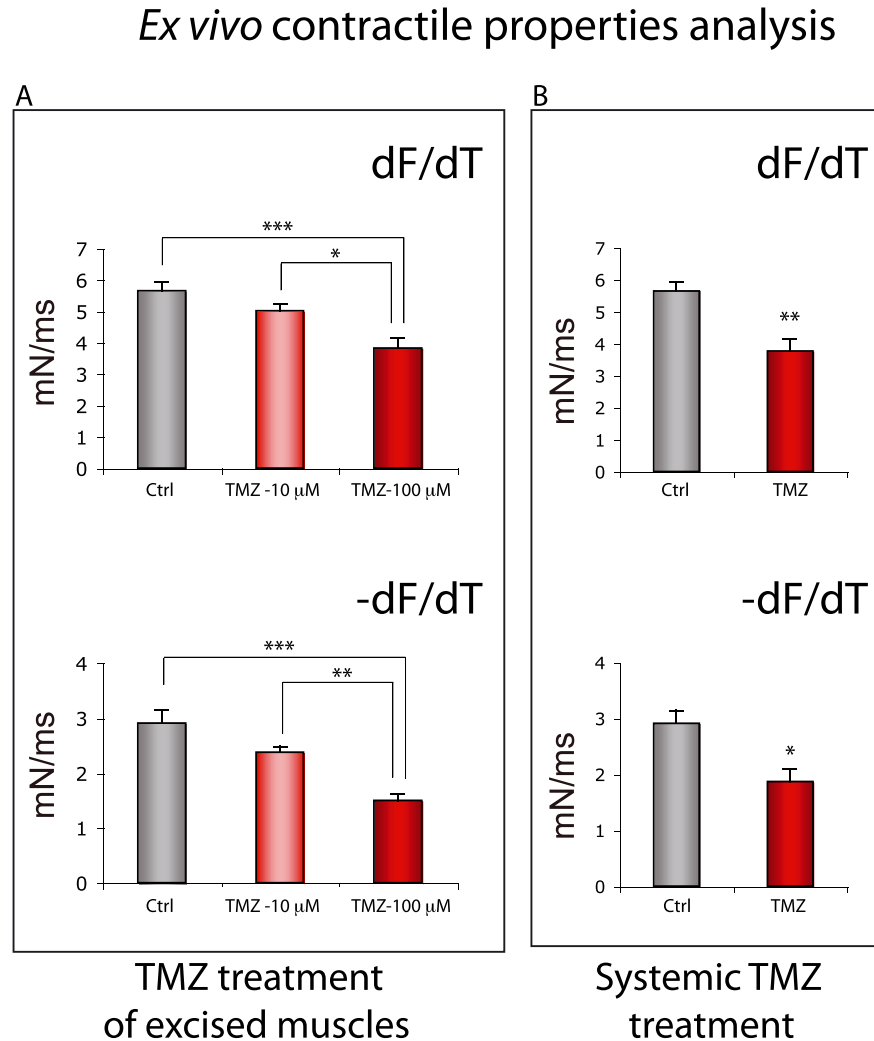 Ex vivo contractile properties analysis
A
dF/dT
***
*
7
6
5
4
3
2
1
0
mN/ms
Ctrl
TMZ -10 μM
TMZ-100 μM
-dF/dT
***
**
4
3
2
1
0
mN/ms
Ctrl
TMZ -10 μM
TMZ-100 μM
TMZ treatment
of excised muscles
B
dF/dT
**
7
6
5
4
3
2
1
0
mN/ms
Ctrl
TMZ
-dF/dT
*
4
3
2
1
0
mN/ms
Ctrl
TMZ
Systemic TMZ
treatment